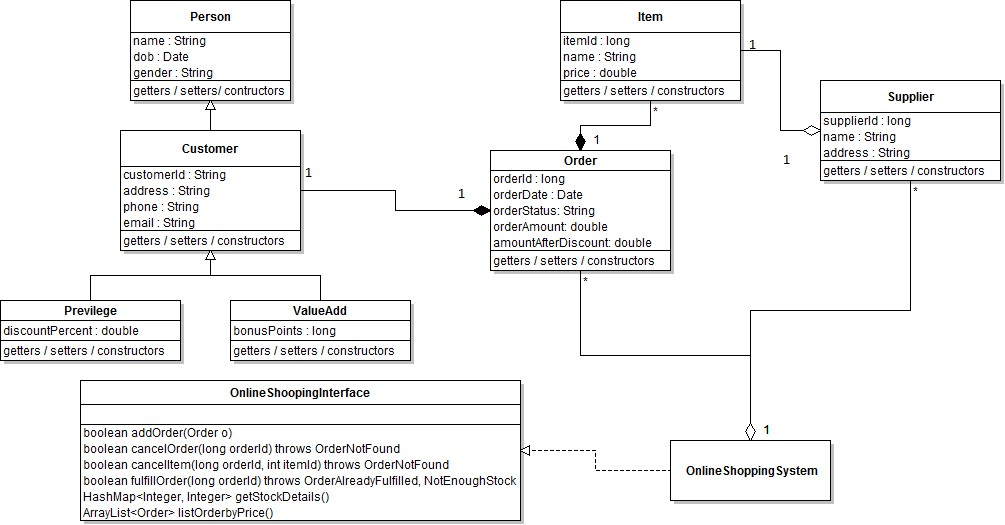 Person
name : String
dob : Date
gender : String
getters / setters/ contructors
Item
itemId : long
name : String
price : double
getters / setters / constructors
1
*
Supplier
supplierId : long
name : String
address : String
getters / setters / constructors
1
*
Customer
customerId : String
address : String
phone : String
email : String
getters / setters / constructors
1
1
1
Order
orderId : long
orderDate : Date
orderStatus: String
orderAmount: double
amountAfterDiscount: double
getters / setters / constructors
*
Previlege
discountPercent : double
getters / setters / constructors
ValueAdd
bonusPoints : long
getters / setters / constructors
OnlineShoopingInterface
boolean addOrder(Order o)
boolean cancelOrder(long orderId) throws OrderNotFound
boolean cancelItem(long orderId, int itemId) throws OrderNotFound
boolean fulfillOrder(long orderId) throws OrderAlreadyFulfilled, NotEnoughStock
HashMap<Integer, Integer> getStockDetails()
ArrayList<Order> listOrderbyPrice()
1
OnlineShoppingSystem